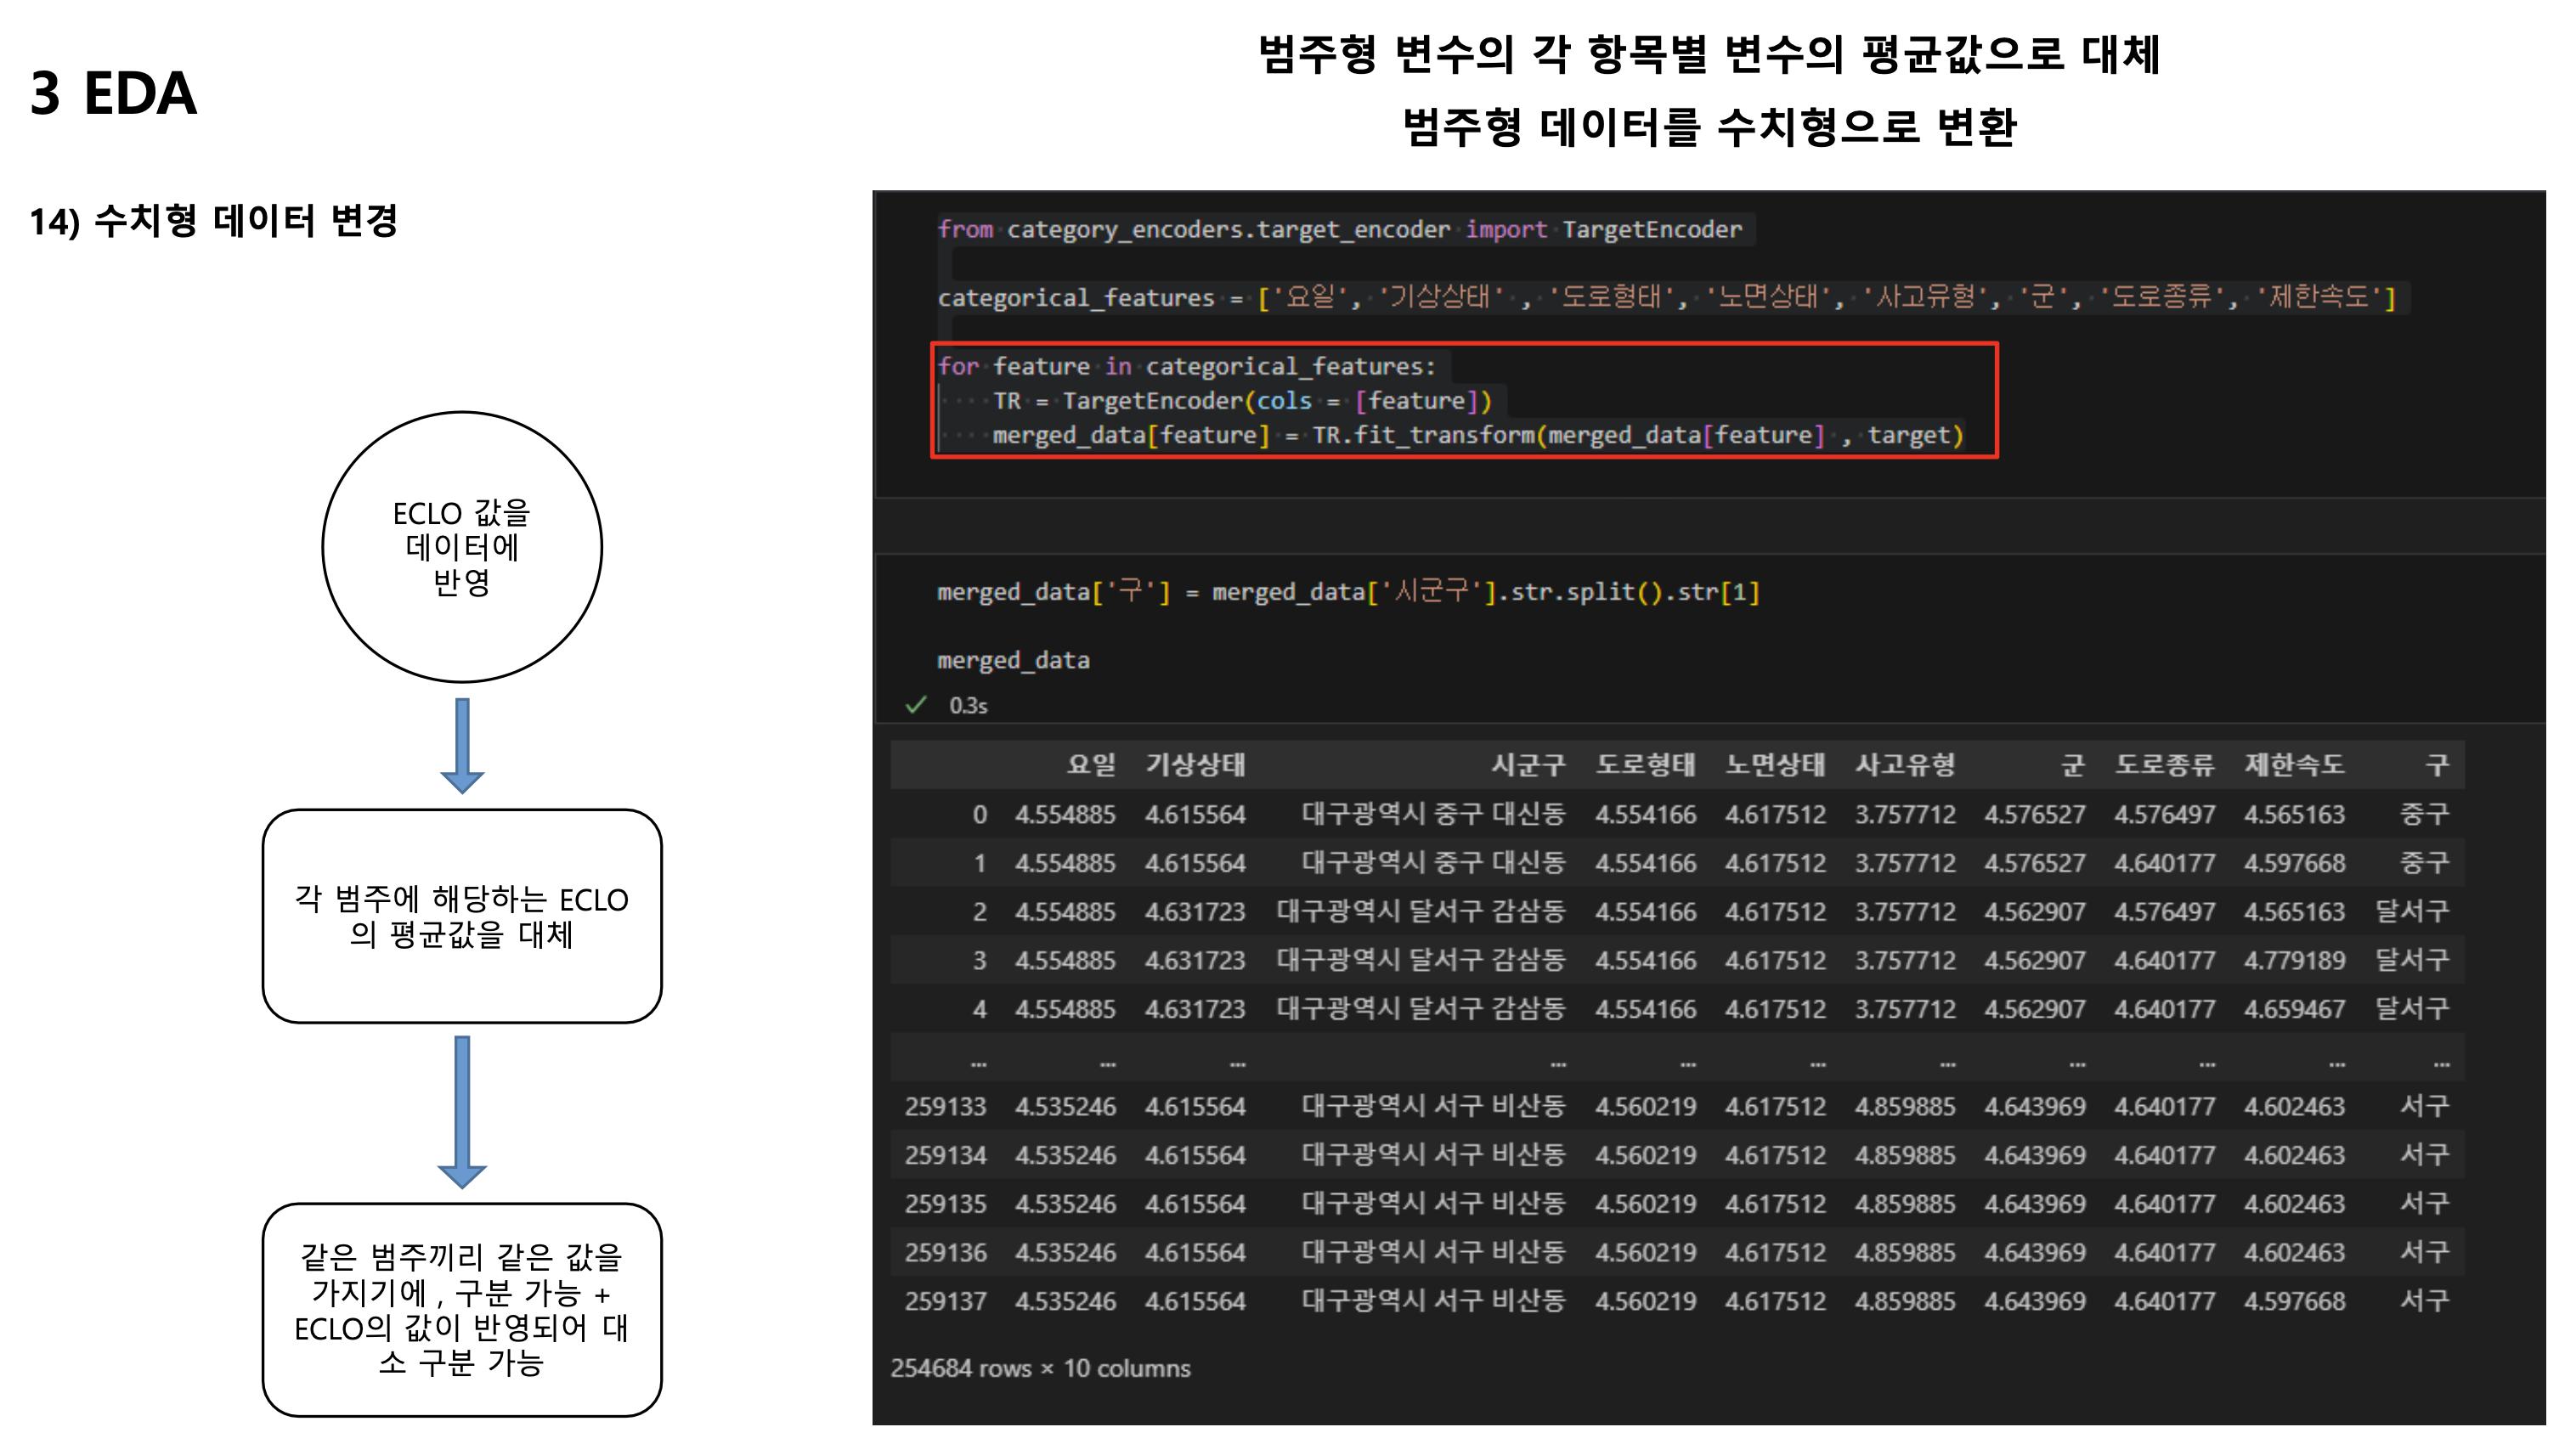 3 EDA
14) 수치형 데이터 변경
ECLO 값을
데이터에
반영
각 범주에 해당하는 ECLO
의 평균값을 대체
같은 범주끼리 같은 값을
가지기에 , 구분 가능 +
ECLO의 값이 반영되어 대
소 구분 가능
범주형 변수의 각 항목별 변수의 평균값으로 대체
범주형 데이터를 수치형으로 변환
from category_encoders.target_encoder import TargetEncoder
categorical_features = ['요일', '기상상태' , '도로형태', '노면상태', '사고유형', '군', '도로종류', '제한속도']
for feature in categorical_features:
    TR = TargetEncoder(cols = [feature])
    merged_data[feature] = TR.fit_transform(merged_data[feature] , target)
merged_data['구'] = merged_data['시군구'].str.split().str[1]
merged_data
✓ 0.3s
요일 기상상태 시군구 도로형태 노면상태 사고유형 군 도로종류 제한속도 구
0 4.554885 4.615564 대구광역시 중구 대신동 4.554166 4.617512 3.757712 4.576527 4.576497 4.565163 중구
1 4.554885 4.615564 대구광역시 중구 대신동 4.554166 4.617512 3.757712 4.576527 4.640177 4.597668 중구
2 4.554885 4.631723 대구광역시 달서구 감삼동 4.554166 4.617512 3.757712 4.562907 4.576497 4.565163 달서구
3 4.554885 4.631723 대구광역시 달서구 감삼동 4.554166 4.617512 3.757712 4.562907 4.640177 4.779189 달서구
4 4.554885 4.631723 대구광역시 달서구 감삼동 4.554166 4.617512 3.757712 4.562907 4.640177 4.659467 달서구
... ... ... ... ... ... ... ... ... ... ...
259133 4.535246 4.615564 대구광역시 서구 비산동 4.560219 4.617512 4.859885 4.643969 4.640177 4.602463 서구
259134 4.535246 4.615564 대구광역시 서구 비산동 4.560219 4.617512 4.859885 4.643969 4.640177 4.602463 서구
259135 4.535246 4.615564 대구광역시 서구 비산동 4.560219 4.617512 4.859885 4.643969 4.640177 4.602463 서구
259136 4.535246 4.615564 대구광역시 서구 비산동 4.560219 4.617512 4.859885 4.643969 4.640177 4.602463 서구
259137 4.535246 4.615564 대구광역시 서구 비산동 4.560219 4.617512 4.859885 4.643969 4.640177 4.597668 서구
254684 rows × 10 columns